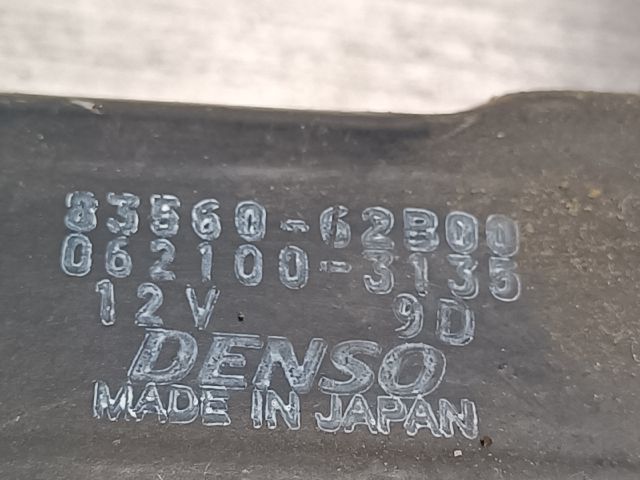 83560-62B00
062100-3135
12V 9D
DENSO
MADE IN JAPAN